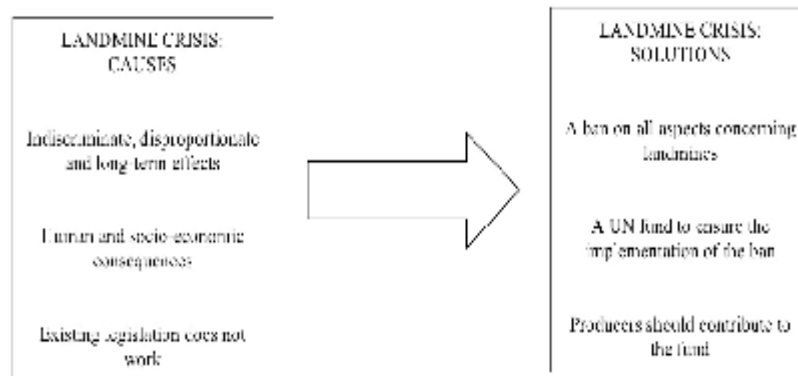 LANDMINE CRISIS:
CAUSES
Indiscriminate, disproportionate
and long-term effects
Human and socio-economic
consequences
Existing legislation does not
work
LANDMINE CRISIS:
SOLUTIONS
A ban on all aspects concerning
landmines
A UN fund to ensure the
implementation of the ban
Producers should contribute to
the fund